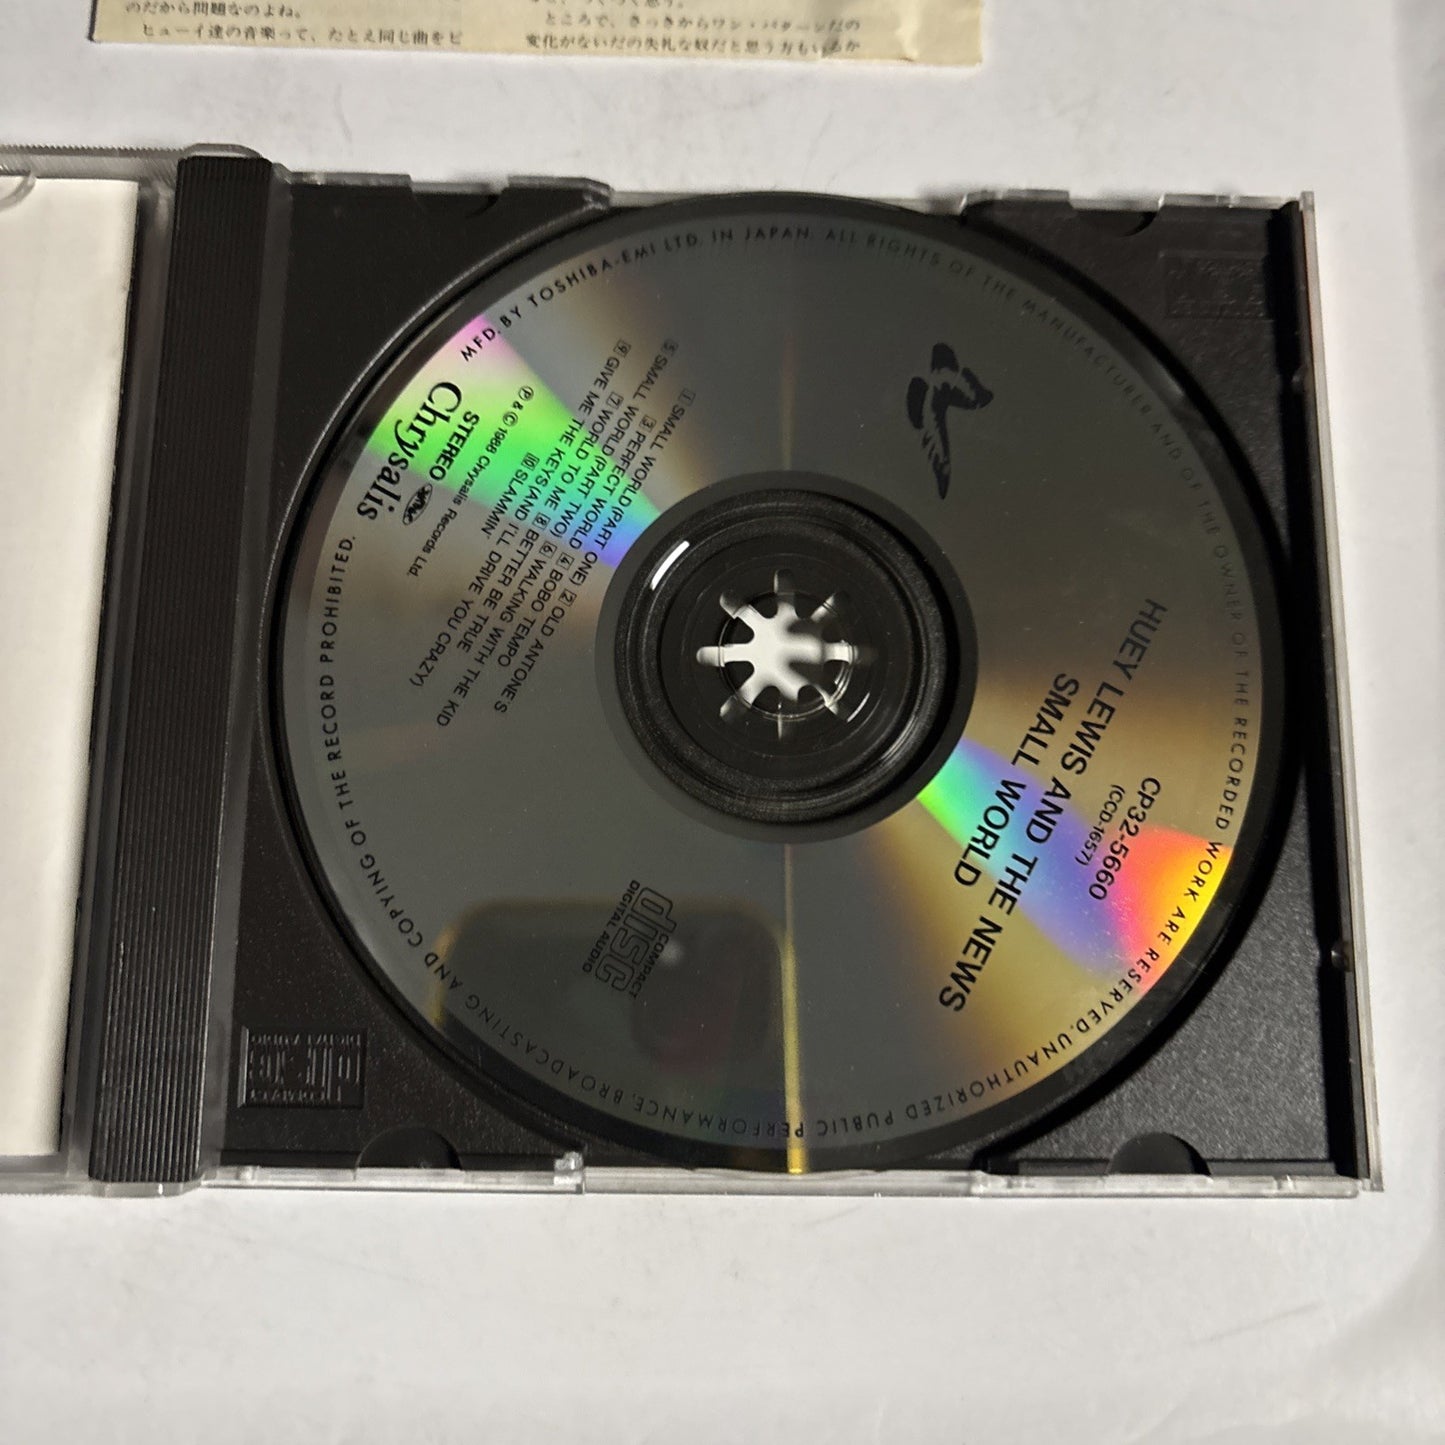 のだから問題なのよね。
ヒューイ達の音楽って、たとえ同じ曲をピ
ところで、さっきからワン・パターンだの
変化がないだの失礼な奴だと思う方もいるか
HUEY LEWIS AND THE NEWS
SMALL WORLD
CP32-5660
(CCD-1657)
COMPACT
disc
DIGITAL AUDIO
1 SMALL WORLD(PART ONE) 2 OLD ANTONE'S
3 PERFECT WORLD 4 BOBO TEMPO
5 SMALL WORLD(PART TWO) 6 WALKING WITH THE KID
7 WORLD TO ME 8 BETTER BE TRUE
9 GIVE ME THE KEYS(AND I'LL DRIVE YOU CRAZY)
10 SLAMMIN'
℗ & © 1988 Chrysalis Records Ltd.
STEREO
Chrysalis
MFD. BY TOSHIBA-EMI LTD. IN JAPAN. ALL RIGHTS OF THE MANUFACTURER AND OF THE OWNER OF THE RECORDED WORK ARE RESERVED. UNAUTHORIZED PUBLIC PERFORMANCE, BROADCASTING AND COPYING OF THE RECORD PROHIBITED.
COMPACT
disc
DIGITAL AUDIO